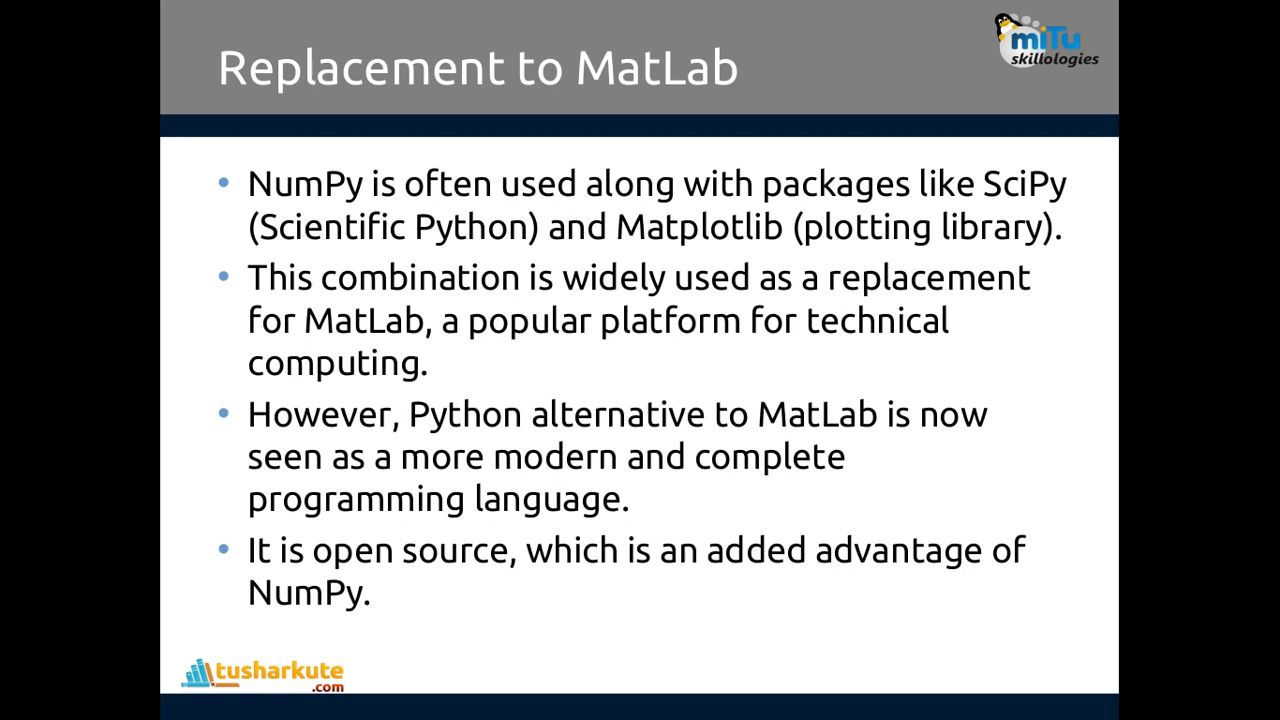 Replacement to MatLab
miTu
skillologies
• NumPy is often used along with packages like SciPy
(Scientific Python) and Matplotlib (plotting library).
• This combination is widely used as a replacement
for MatLab, a popular platform for technical
computing.
• However, Python alternative to MatLab is now
seen as a more modern and complete
programming language.
• It is open source, which is an added advantage of
NumPy.
tusharkute
.com